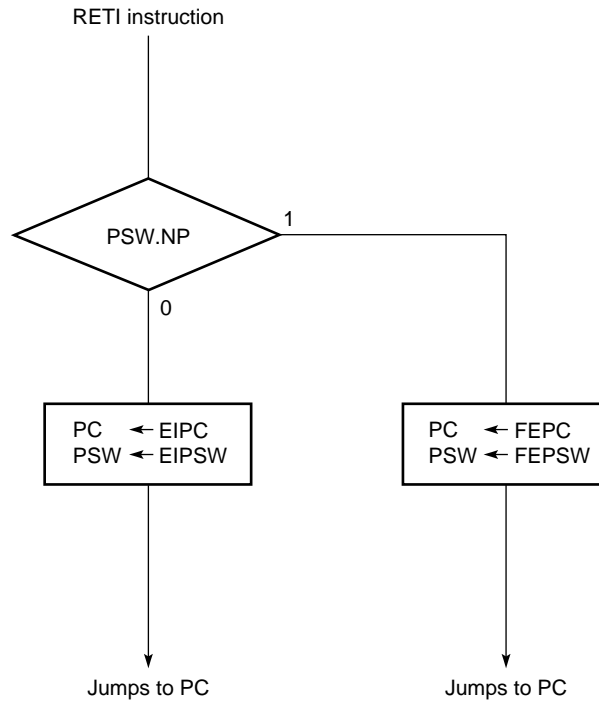 RETI instruction
PSW.NP
1
0
PC ← EIPC
PSW ← EIPSW
PC ← FEPC
PSW ← FEPSW
Jumps to PC
Jumps to PC